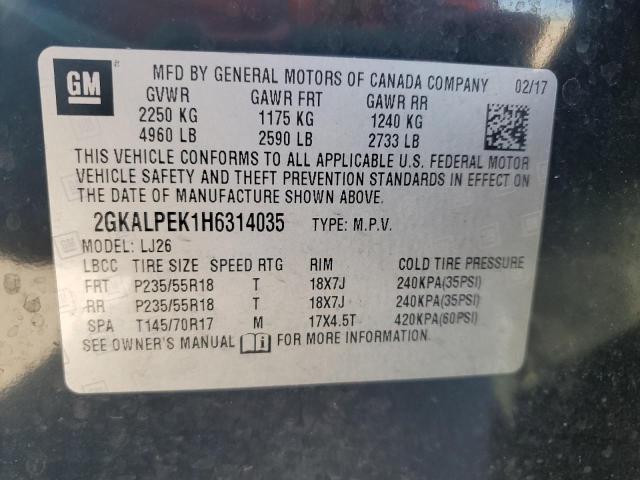 GM MFD BY GENERAL MOTORS OF CANADA COMPANY 02/17
GVWR GAWR FRT GAWR RR
2250 KG 1175 KG 1240 KG
4960 LB 2590 LB 2733 LB
THIS VEHICLE CONFORMS TO ALL APPLICABLE U.S. FEDERAL MOTOR
VEHICLE SAFETY AND THEFT PREVENTION STANDARDS IN EFFECT ON
THE DATE OF MANUFACTURE SHOWN ABOVE.
2GKALPEK1H6314035 TYPE: M.P.V.
MODEL: LJ26
LBCC TIRE SIZE SPEED RTG RIM COLD TIRE PRESSURE
FRT P235/55R18 T 18X7J 240KPA(35PSI)
RR P235/55R18 T 18X7J 240KPA(35PSI)
SPA T145/70R17 M 17X4.5T 420KPA(60PSI)
SEE OWNER'S MANUAL FOR MORE INFORMATION.